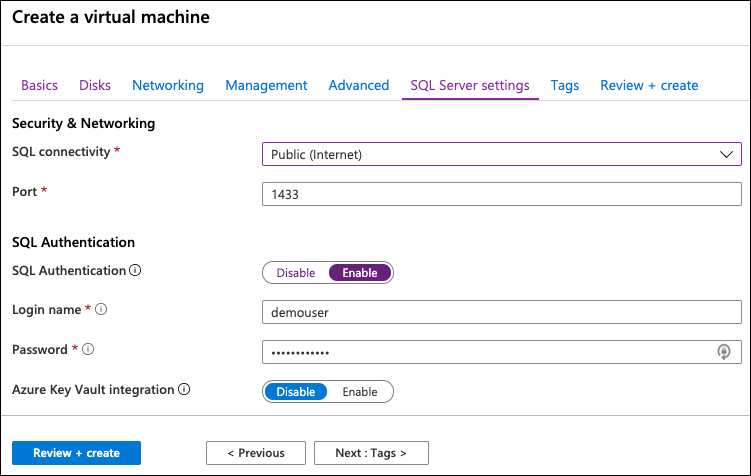 Create a virtual machine
Basics Disks Networking Management Advanced SQL Server settings Tags Review + create
Security & Networking
SQL connectivity * Public (Internet)
Port * 1433
SQL Authentication
SQL Authentication Disable Enable
Login name * demouser
Password * ••••••••••••
Azure Key Vault integration Disable Enable
Review + create < Previous Next : Tags >